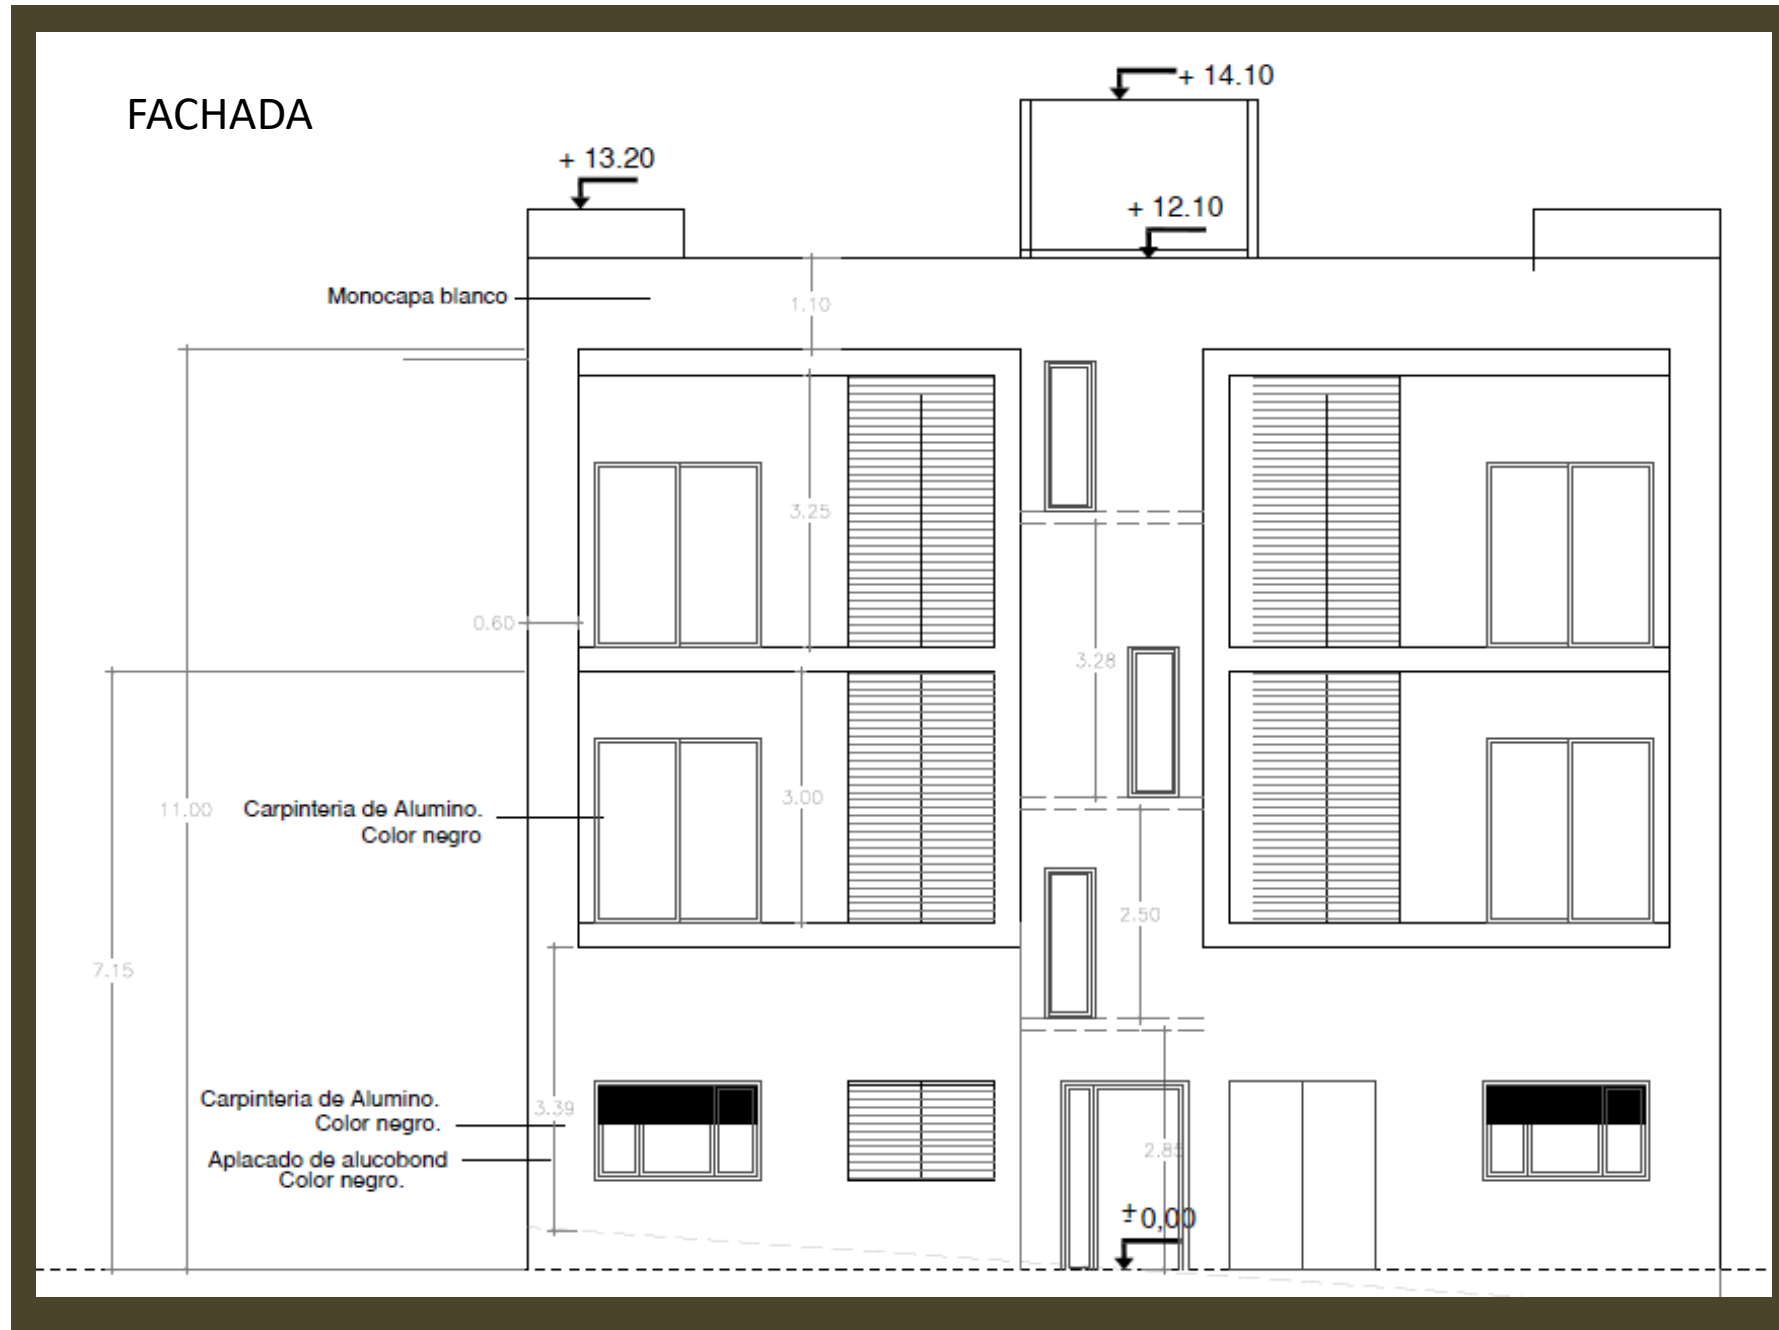 FACHADA
+ 14.10
+ 13.20
+ 12.10
Monocapa blanco
1.10
3.25
0.60
3.28
3.00
11.00
Carpinteria de Alumino.
Color negro
2.50
7.15
Carpinteria de Alumino.
Color negro.
3.39
Aplacado de alucobond
Color negro.
2.85
± 0,00